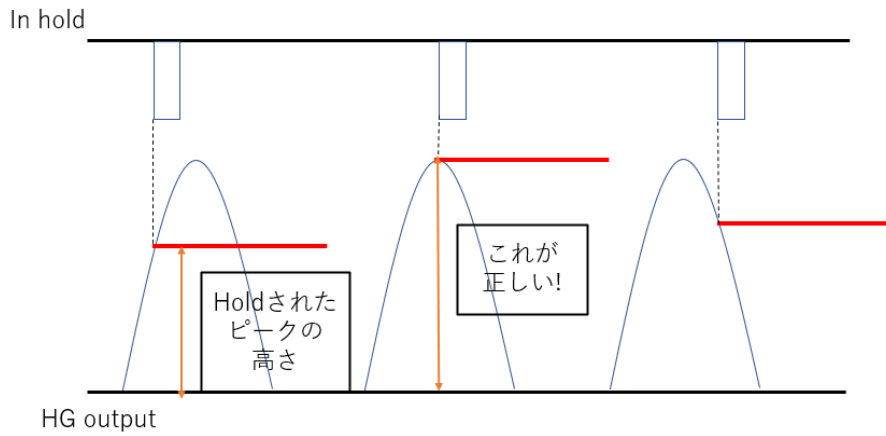 In hold
Holdされた
ピークの
高さ
これが
正しい!
HG output